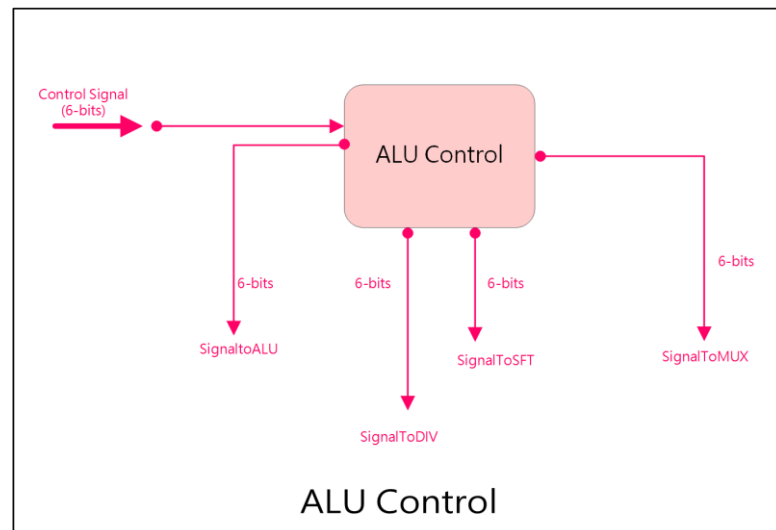 Control Signal
(6-bits)
ALU Control
6-bits
6-bits
6-bits
6-bits
SignaltoALU
SignalToSFT
SignalToMUX
SignalToDIV
ALU Control